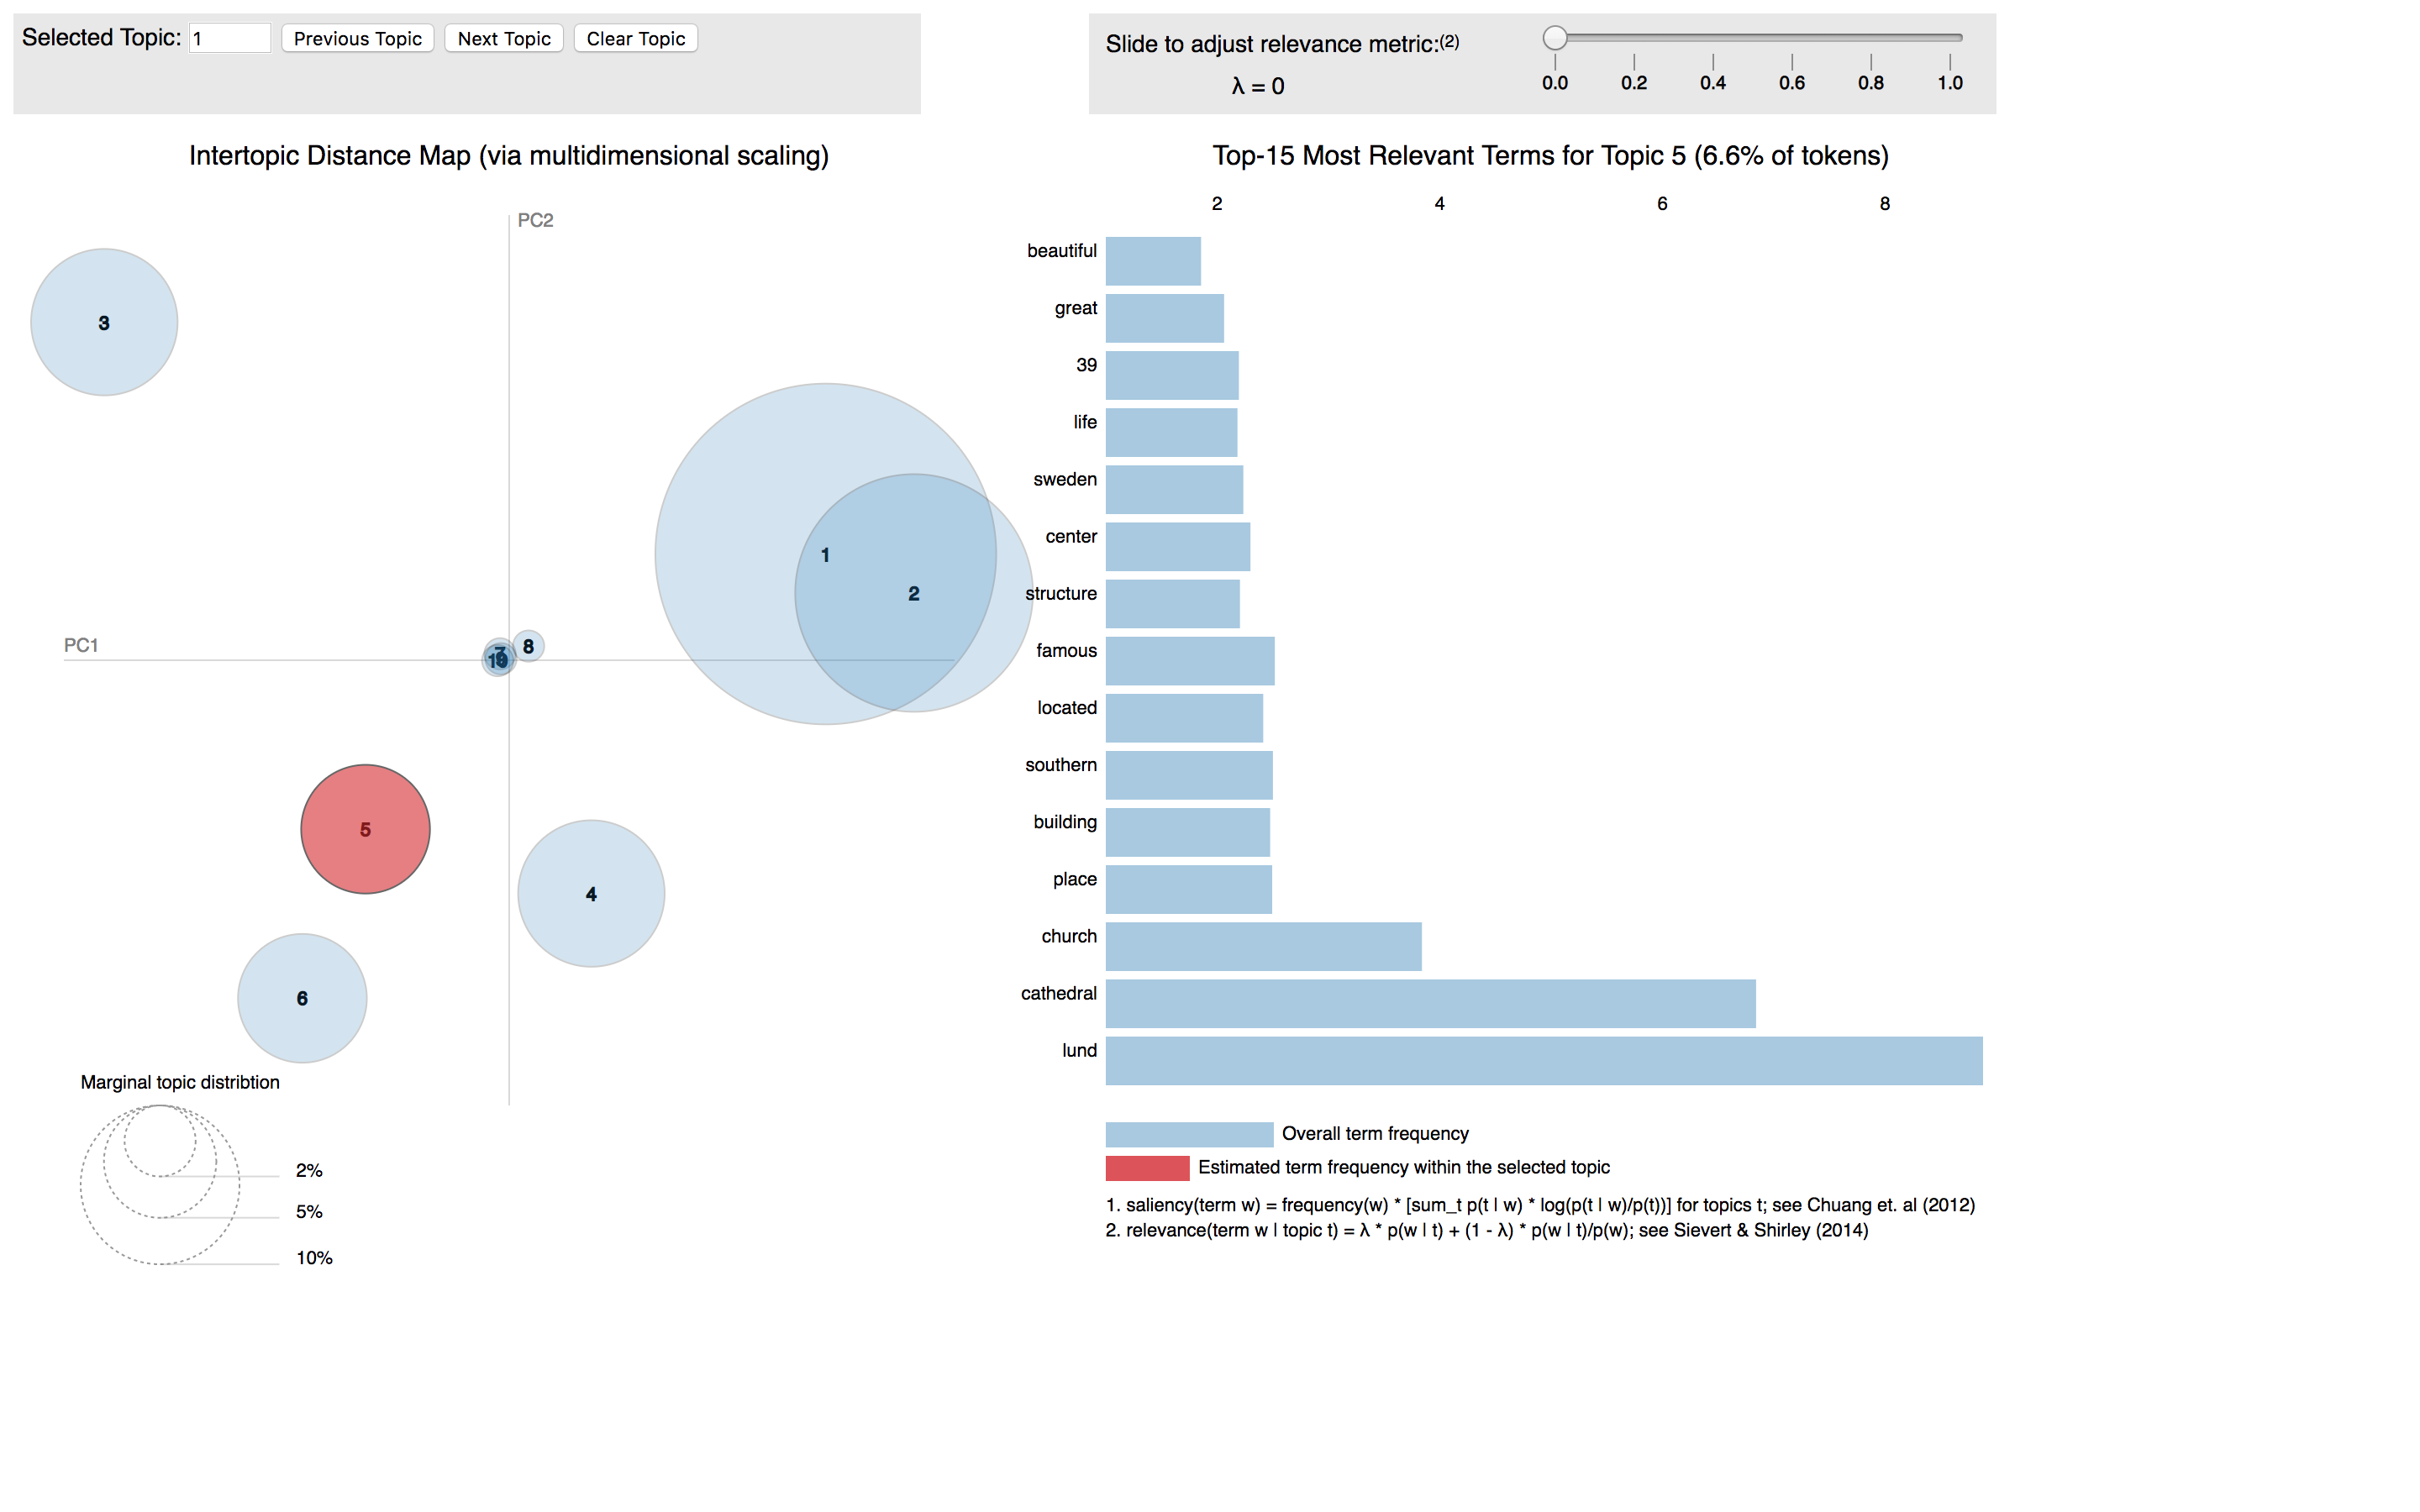 Selected Topic: 1 Previous Topic Next Topic Clear Topic
Slide to adjust relevance metric:(2)
λ = 0
0.0 0.2 0.4 0.6 0.8 1.0
Intertopic Distance Map (via multidimensional scaling)
PC2
PC1
3
1
2
8
5
4
6
7
10
Marginal topic distribtion
2%
5%
10%
Top-15 Most Relevant Terms for Topic 5 (6.6% of tokens)
2 4 6 8
beautiful
great
39
life
sweden
center
structure
famous
located
southern
building
place
church
cathedral
lund
Overall term frequency
Estimated term frequency within the selected topic
1. saliency(term w) = frequency(w) * [sum_t p(t | w) * log(p(t | w)/p(t))] for topics t; see Chuang et. al (2012)
2. relevance(term w | topic t) = λ * p(w | t) + (1 - λ) * p(w | t)/p(w); see Sievert & Shirley (2014)